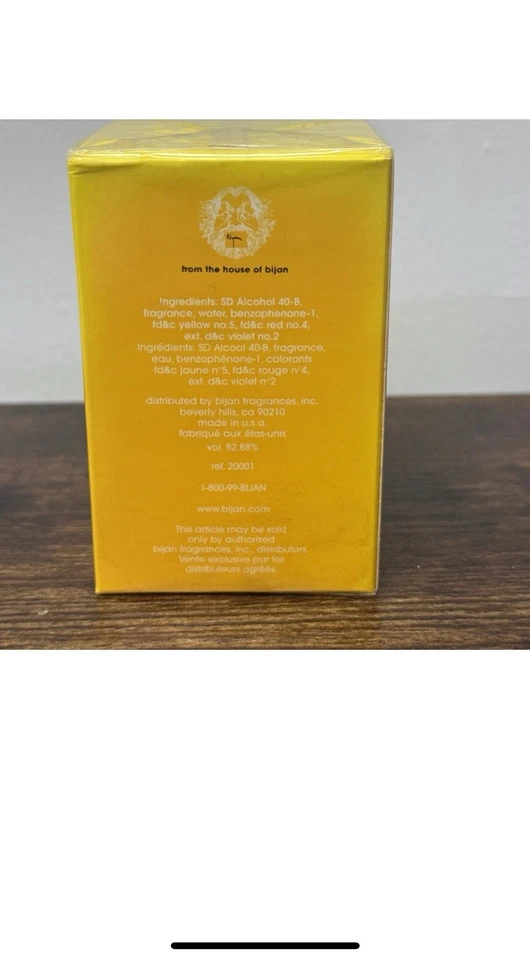 from the house of bijan
Ingredients: SD Alcohol 40-B,
fragrance, water, benzophenone-1,
fd&c yellow no.5, fd&c red no.4,
ext. d&c violet no.2
Ingrédients: SD Alcool 40-B, fragrance,
eau, benzophénone-1, colorants
fd&c jaune n°5, fd&c rouge n°4,
ext. d&c violet n°2
distributed by bijan fragrances, inc.
beverly hills, ca 90210
made in u.s.a.
fabriqué aux états-unis
vol. 82.88%
ref. 20001
1-800-99-BIJAN
www.bijan.com
This article may be sold
only by authorized
bijan fragrances, inc., distributors.
Vente exclusive par les
distributeurs agréés.